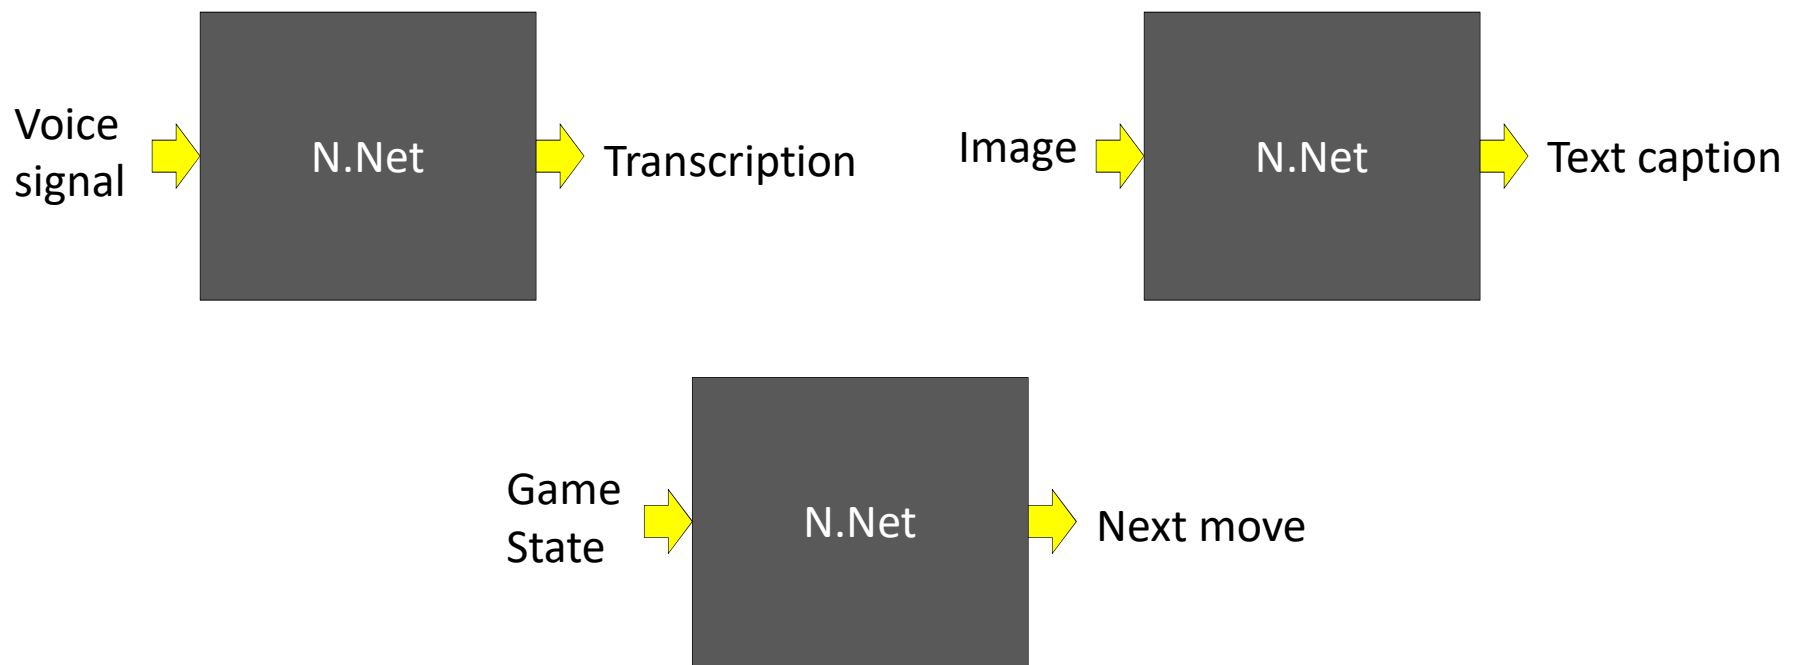 Voice
signal
N.Net
Transcription
Image
N.Net
Text caption
Game
State
N.Net
Next move